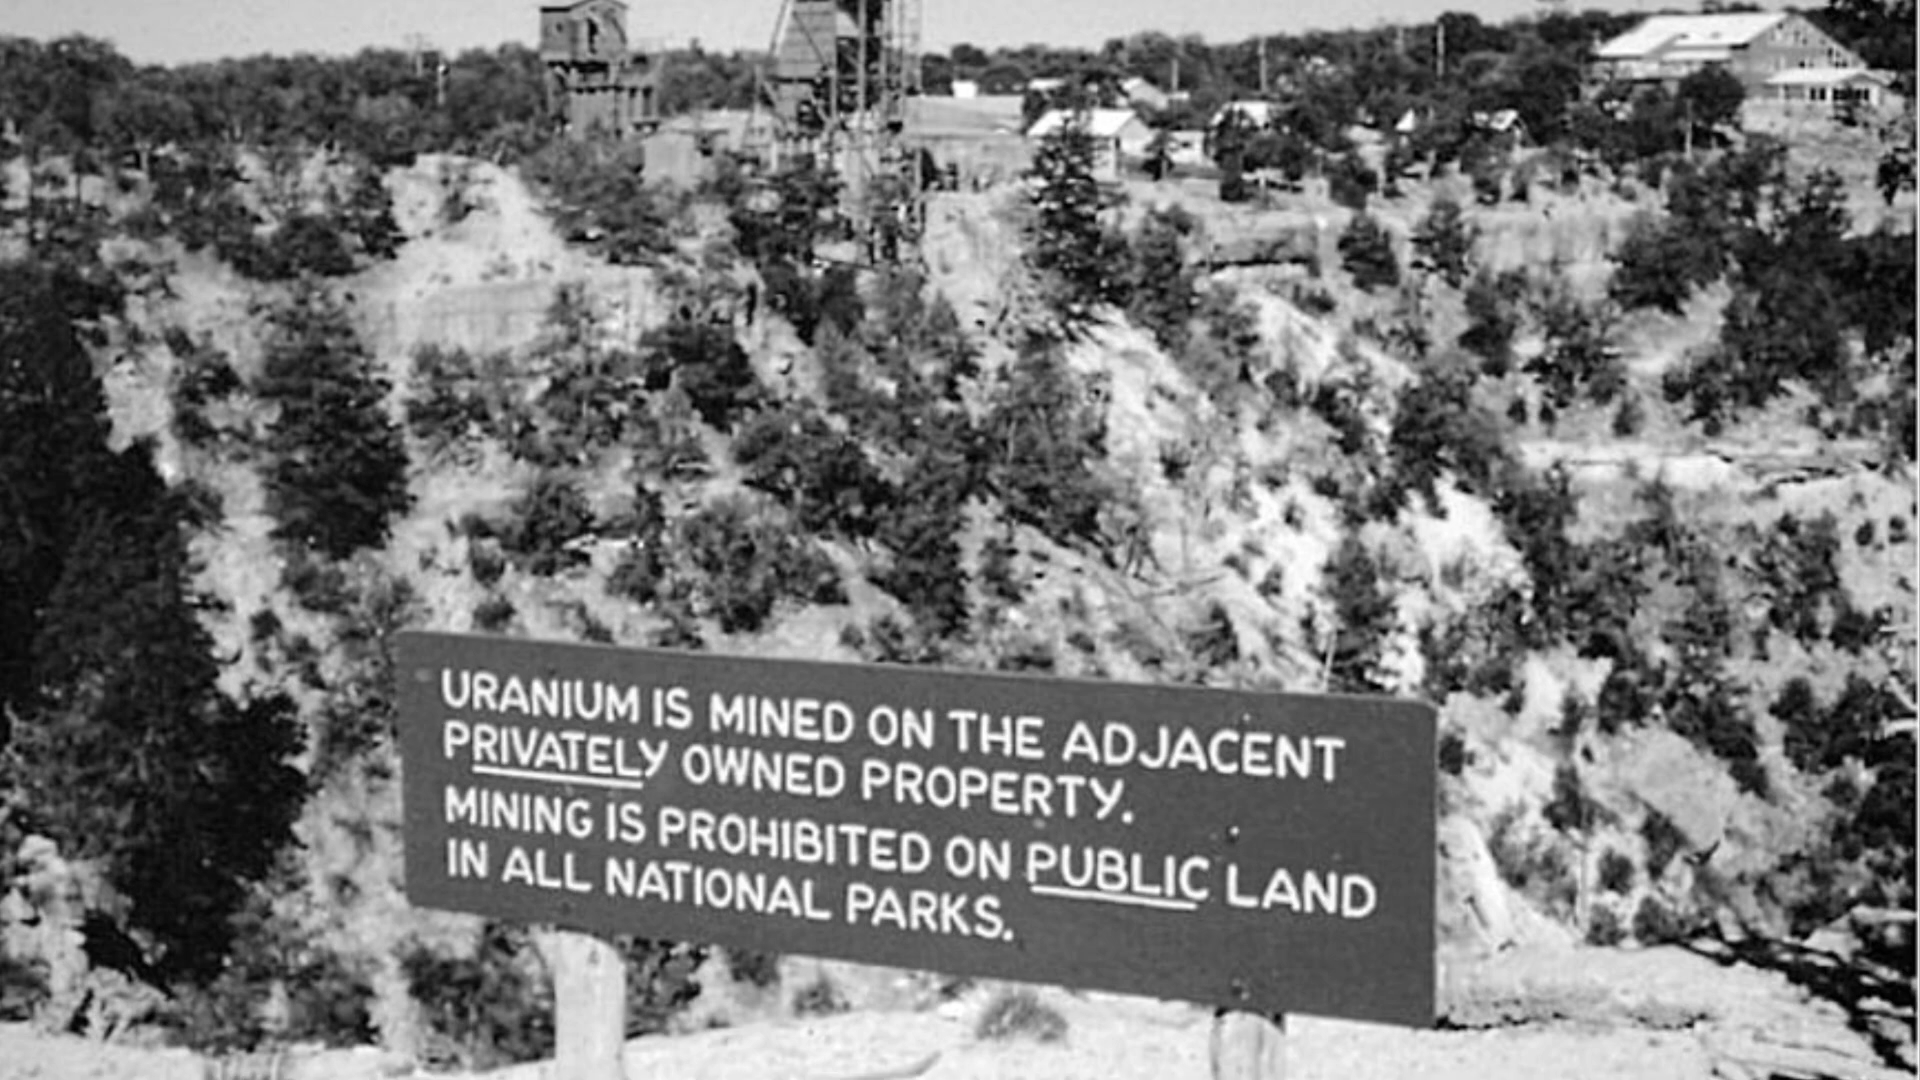 URANIUM IS MINED ON THE ADJACENT
PRIVATELY OWNED PROPERTY.
MINING IS PROHIBITED ON PUBLIC LAND
IN ALL NATIONAL PARKS.